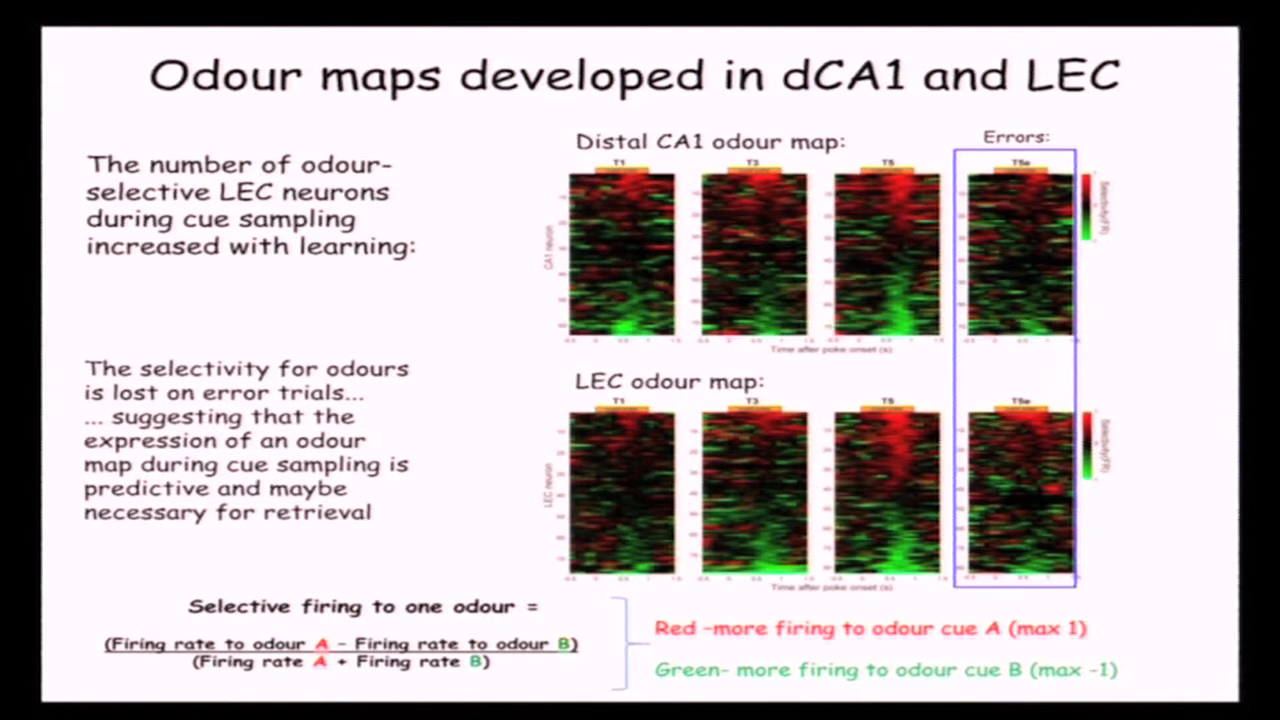 Odour maps developed in dCA1 and LEC
The number of odour-
selective LEC neurons
during cue sampling
increased with learning:
The selectivity for odours
is lost on error trials...
... suggesting that the
expression of an odour
map during cue sampling is
predictive and maybe
necessary for retrieval
Distal CA1 odour map:
Errors:
T1 T3 T5 T5e
CA1 neuron
Selectivity(FR)
Time after poke onset (s)
LEC odour map:
T1 T3 T5 T5e
LEC neuron
Selectivity(FR)
Time after poke onset (s)
Selective firing to one odour =
(Firing rate to odour A - Firing rate to odour B)
(Firing rate A + Firing rate B)
Red -more firing to odour cue A (max 1)
Green- more firing to odour cue B (max -1)